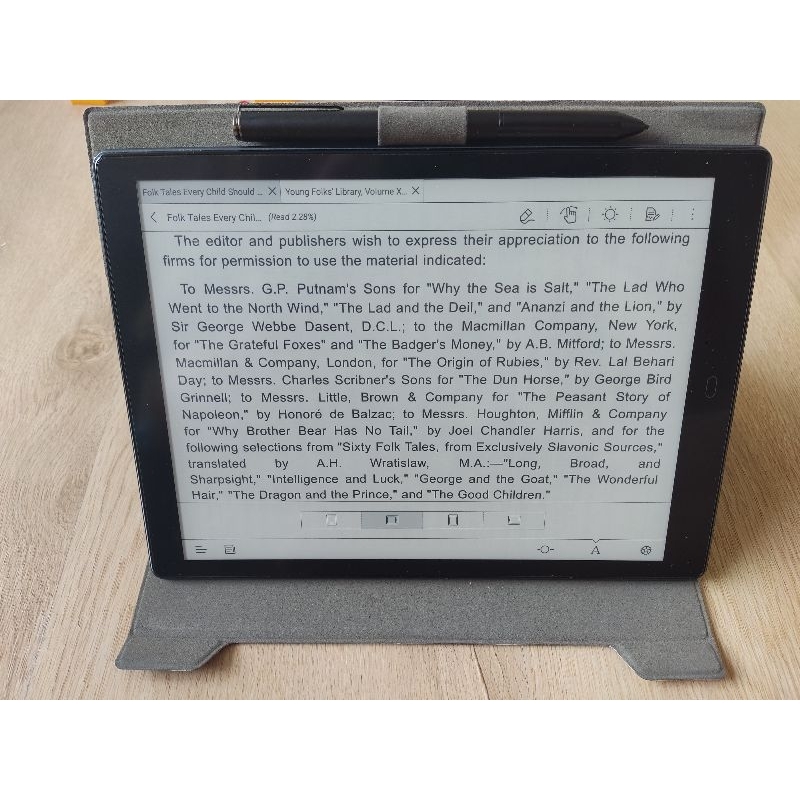 Folk Tales Every Child Should ... X
Young Folks' Library, Volume X... X
Folk Tales Every Chil... (Read 2.28%)
The editor and publishers wish to express their appreciation to the following
firms for permission to use the material indicated:
To Messrs. G.P. Putnam's Sons for "Why the Sea is Salt," "The Lad Who
Went to the North Wind," "The Lad and the Deil," and "Ananzi and the Lion," by
Sir George Webbe Dasent, D.C.L.; to the Macmillan Company, New York,
for "The Grateful Foxes" and "The Badger's Money," by A.B. Mitford; to Messrs.
Macmillan & Company, London, for "The Origin of Rubies," by Rev. Lal Behari
Day; to Messrs. Charles Scribner's Sons for "The Dun Horse," by George Bird
Grinnell; to Messrs. Little, Brown & Company for "The Peasant Story of
Napoleon," by Honoré de Balzac; to Messrs. Houghton, Mifflin & Company
for "Why Brother Bear Has No Tail," by Joel Chandler Harris, and for the
following selections from "Sixty Folk Tales, from Exclusively Slavonic Sources,"
translated by A.H. Wratislaw, M.A.:—"Long, Broad, and
Sharpsight," "Intelligence and Luck," "George and the Goat," "The Wonderful
Hair," "The Dragon and the Prince," and "The Good Children."
A